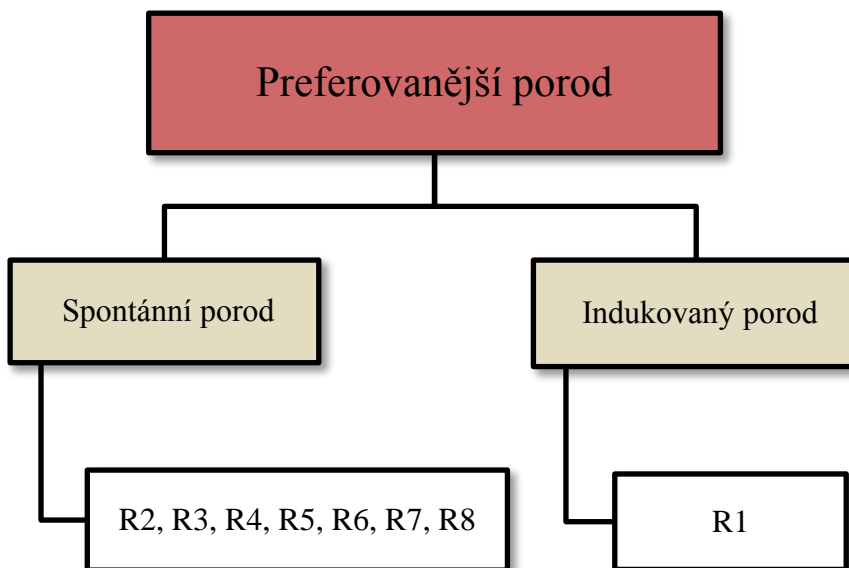 Preferovanější porod
Spontánní porod
Indukovaný porod
R2, R3, R4, R5, R6, R7, R8
R1